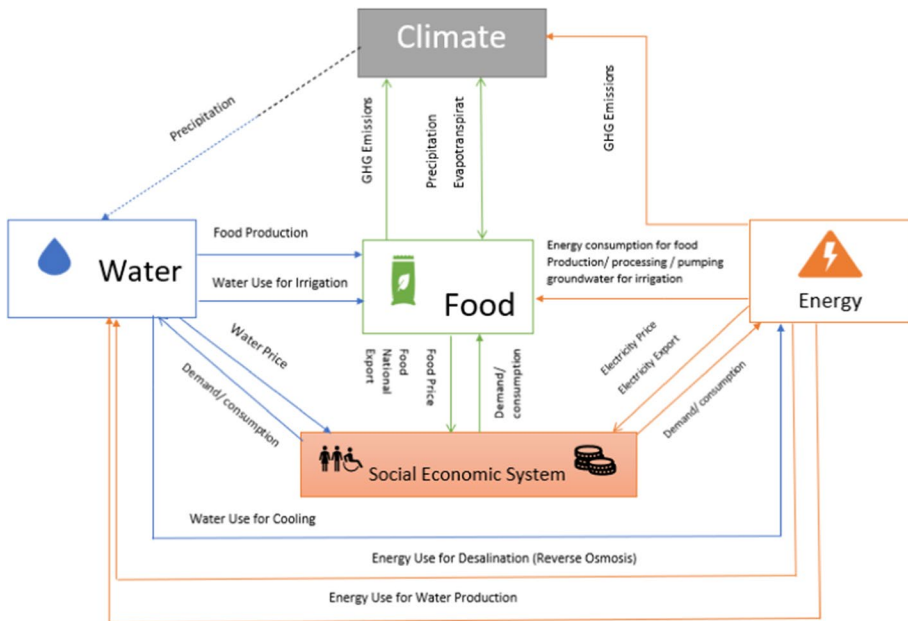 Climate
Precipitation
GHG Emissions
Precipitation
Evapotranspirat
GHG Emissions
Water
Food Production
Water Use for Irrigation
Food
Energy consumption for food
Production/ processing / pumping
groundwater for irrigation
Energy
Water Price
Demand/ consumption
Food Price
Food
National
Export
Demand/
consumption
Electricity Price
Electricity Export
Demand/ consumption
Social Economic System
Water Use for Cooling
Energy Use for Desalination (Reverse Osmosis)
Energy Use for Water Production